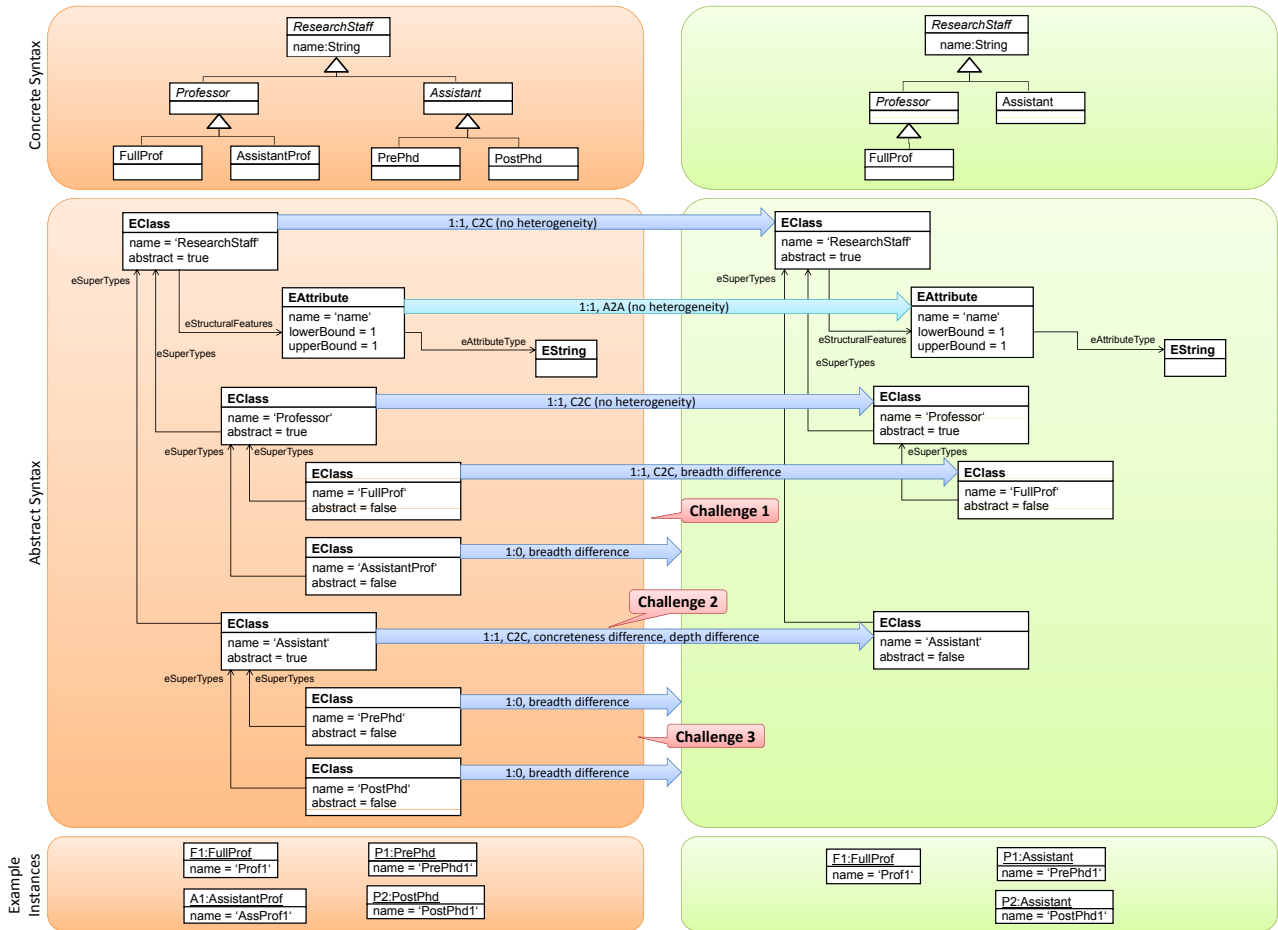 Concrete Syntax
ResearchStaff
name:String
Professor
Assistant
FullProf
AssistantProf
PrePhd
PostPhd
ResearchStaff
name:String
Professor
Assistant
FullProf
Abstract Syntax
EClass
name = ‘ResearchStaff‘
abstract = true
1:1, C2C (no heterogeneity)
EClass
name = ‘ResearchStaff‘
abstract = true
eSuperTypes
eSuperTypes
EAttribute
name = ‘name‘
lowerBound = 1
upperBound = 1
1:1, A2A (no heterogeneity)
EAttribute
name = ‘name‘
lowerBound = 1
upperBound = 1
eStructuralFeatures
eAttributeType
EString
eStructuralFeatures
eAttributeType
EString
eSuperTypes
eSuperTypes
EClass
name = ‘Professor‘
abstract = true
1:1, C2C (no heterogeneity)
EClass
name = ‘Professor‘
abstract = true
eSuperTypes
eSuperTypes
eSuperTypes
EClass
name = ‘FullProf‘
abstract = false
1:1, C2C, breadth difference
EClass
name = ‘FullProf‘
abstract = false
Challenge 1
EClass
name = ‘AssistantProf‘
abstract = false
1:0, breadth difference
Challenge 2
EClass
name = ‘Assistant‘
abstract = true
1:1, C2C, concreteness difference, depth difference
EClass
name = ‘Assistant‘
abstract = false
eSuperTypes
eSuperTypes
EClass
name = ‘PrePhd‘
abstract = false
1:0, breadth difference
Challenge 3
EClass
name = ‘PostPhd‘
abstract = false
1:0, breadth difference
Example
Instances
F1:FullProf
name = ‘Prof1‘
P1:PrePhd
name = ‘PrePhd1‘
A1:AssistantProf
name = ‘AssProf1‘
P2:PostPhd
name = ‘PostPhd1‘
F1:FullProf
name = ‘Prof1‘
P1:Assistant
name = ‘PrePhd1‘
P2:Assistant
name = ‘PostPhd1‘